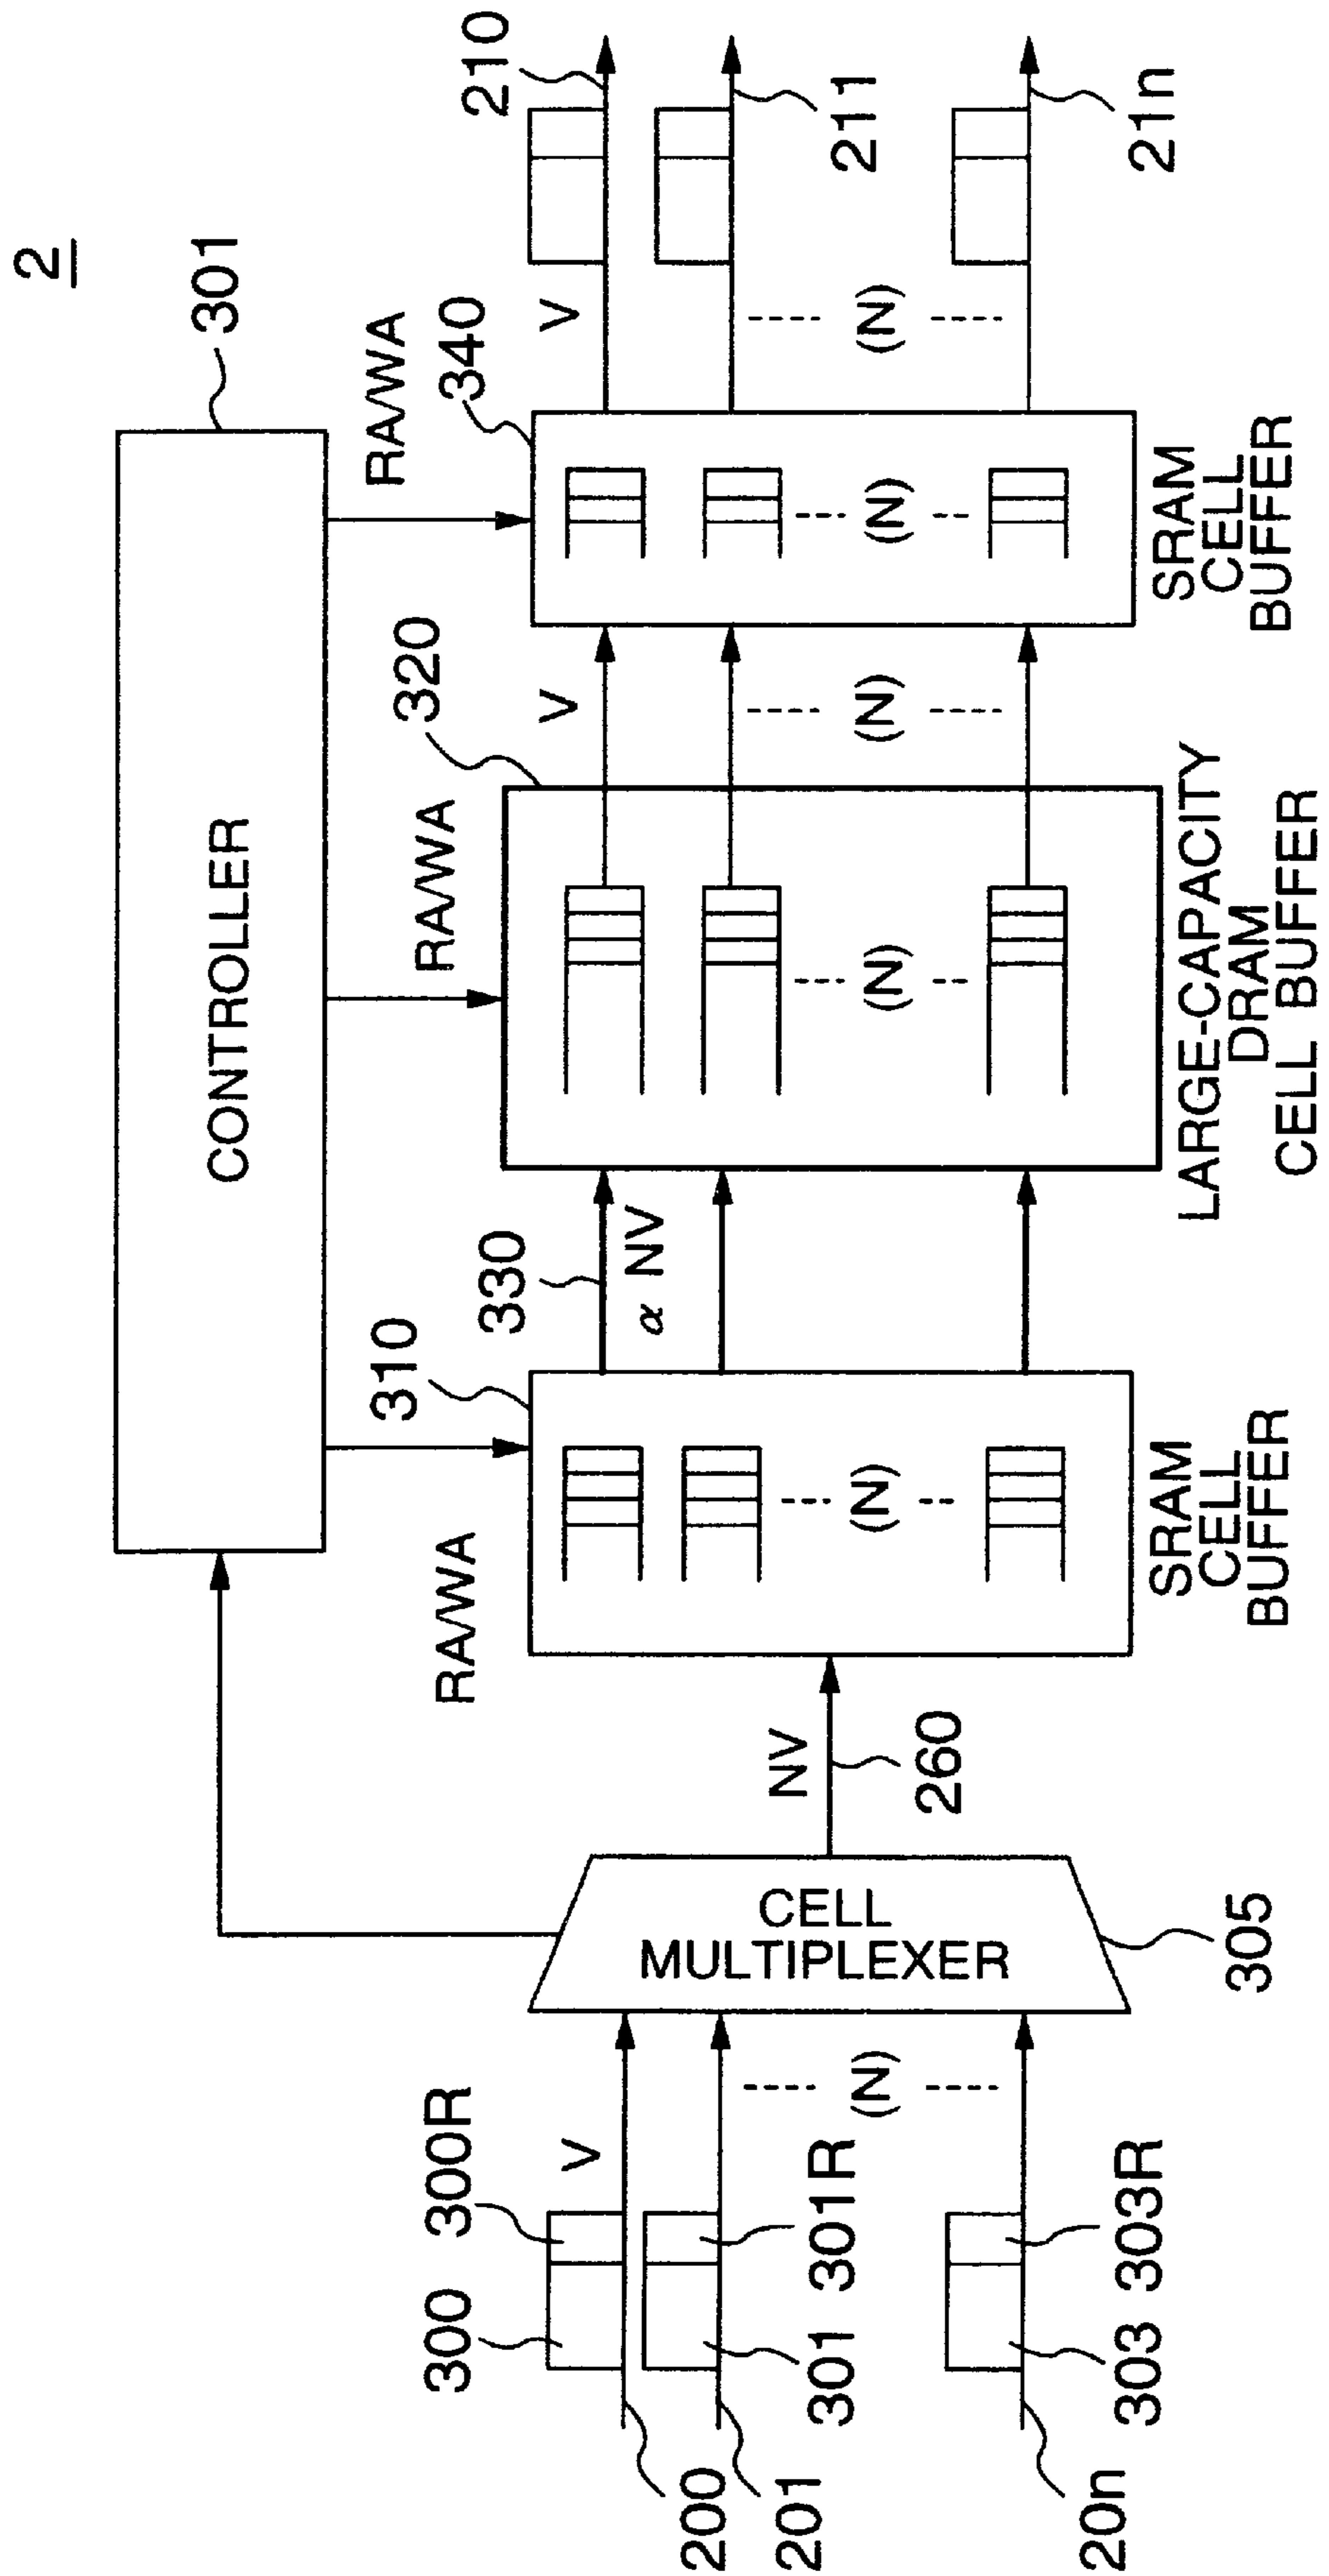 2
CONTROLLER
301
RA/WA
RA/WA
RA/WA
310
320
340
300
300R
V
200
301
301R
201
(N)
303
303R
20n
CELL
MULTIPLEXER
305
NV
260
(N)
SRAM
CELL
BUFFER
330
α NV
(N)
LARGE-CAPACITY
DRAM
CELL BUFFER
V
(N)
(N)
SRAM
CELL
BUFFER
V
(N)
210
211
21n